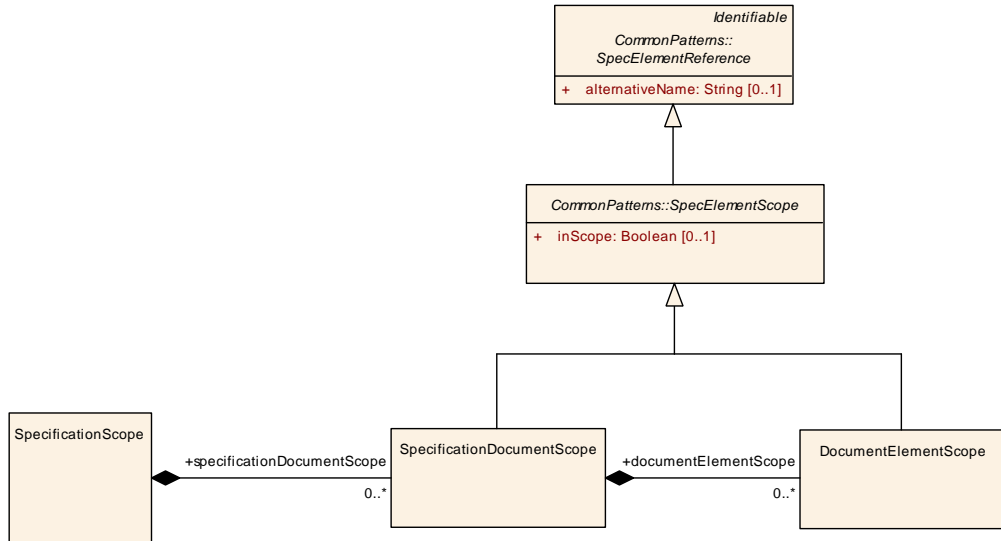 Identifiable
CommonPatterns::
SpecElementReference
+ alternativeName: String [0..1]
CommonPatterns::SpecElementScope
+ inScope: Boolean [0..1]
SpecificationScope
+specificationDocumentScope
0..*
SpecificationDocumentScope
+documentElementScope
0..*
DocumentElementScope